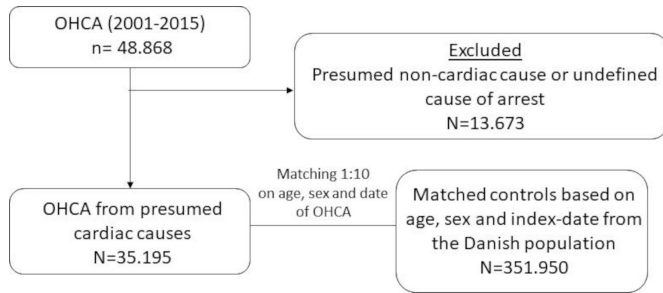 OHCA (2001-2015)
n= 48.868
Excluded
Presumed non-cardiac cause or undefined
cause of arrest
N=13.673
Matching 1:10
on age, sex and date
of OHCA
OHCA from presumed
cardiac causes
N=35.195
Matched controls based on
age, sex and index-date from
the Danish population
N=351.950